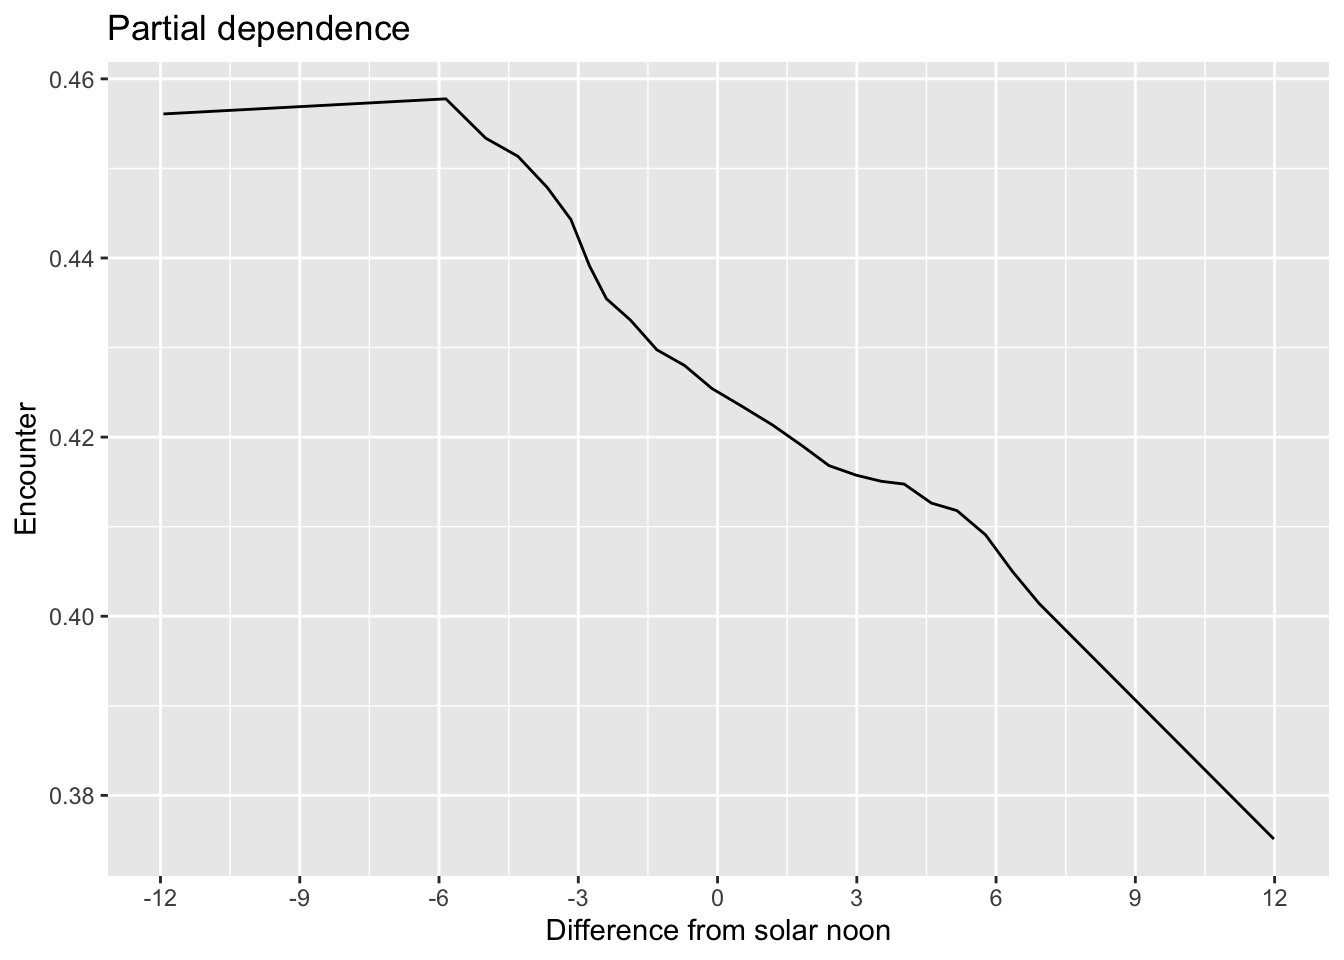 Partial dependence
Encounter
0.46
0.44
0.42
0.40
0.38
-12 -9 -6 -3 0 3 6 9 12
Difference from solar noon